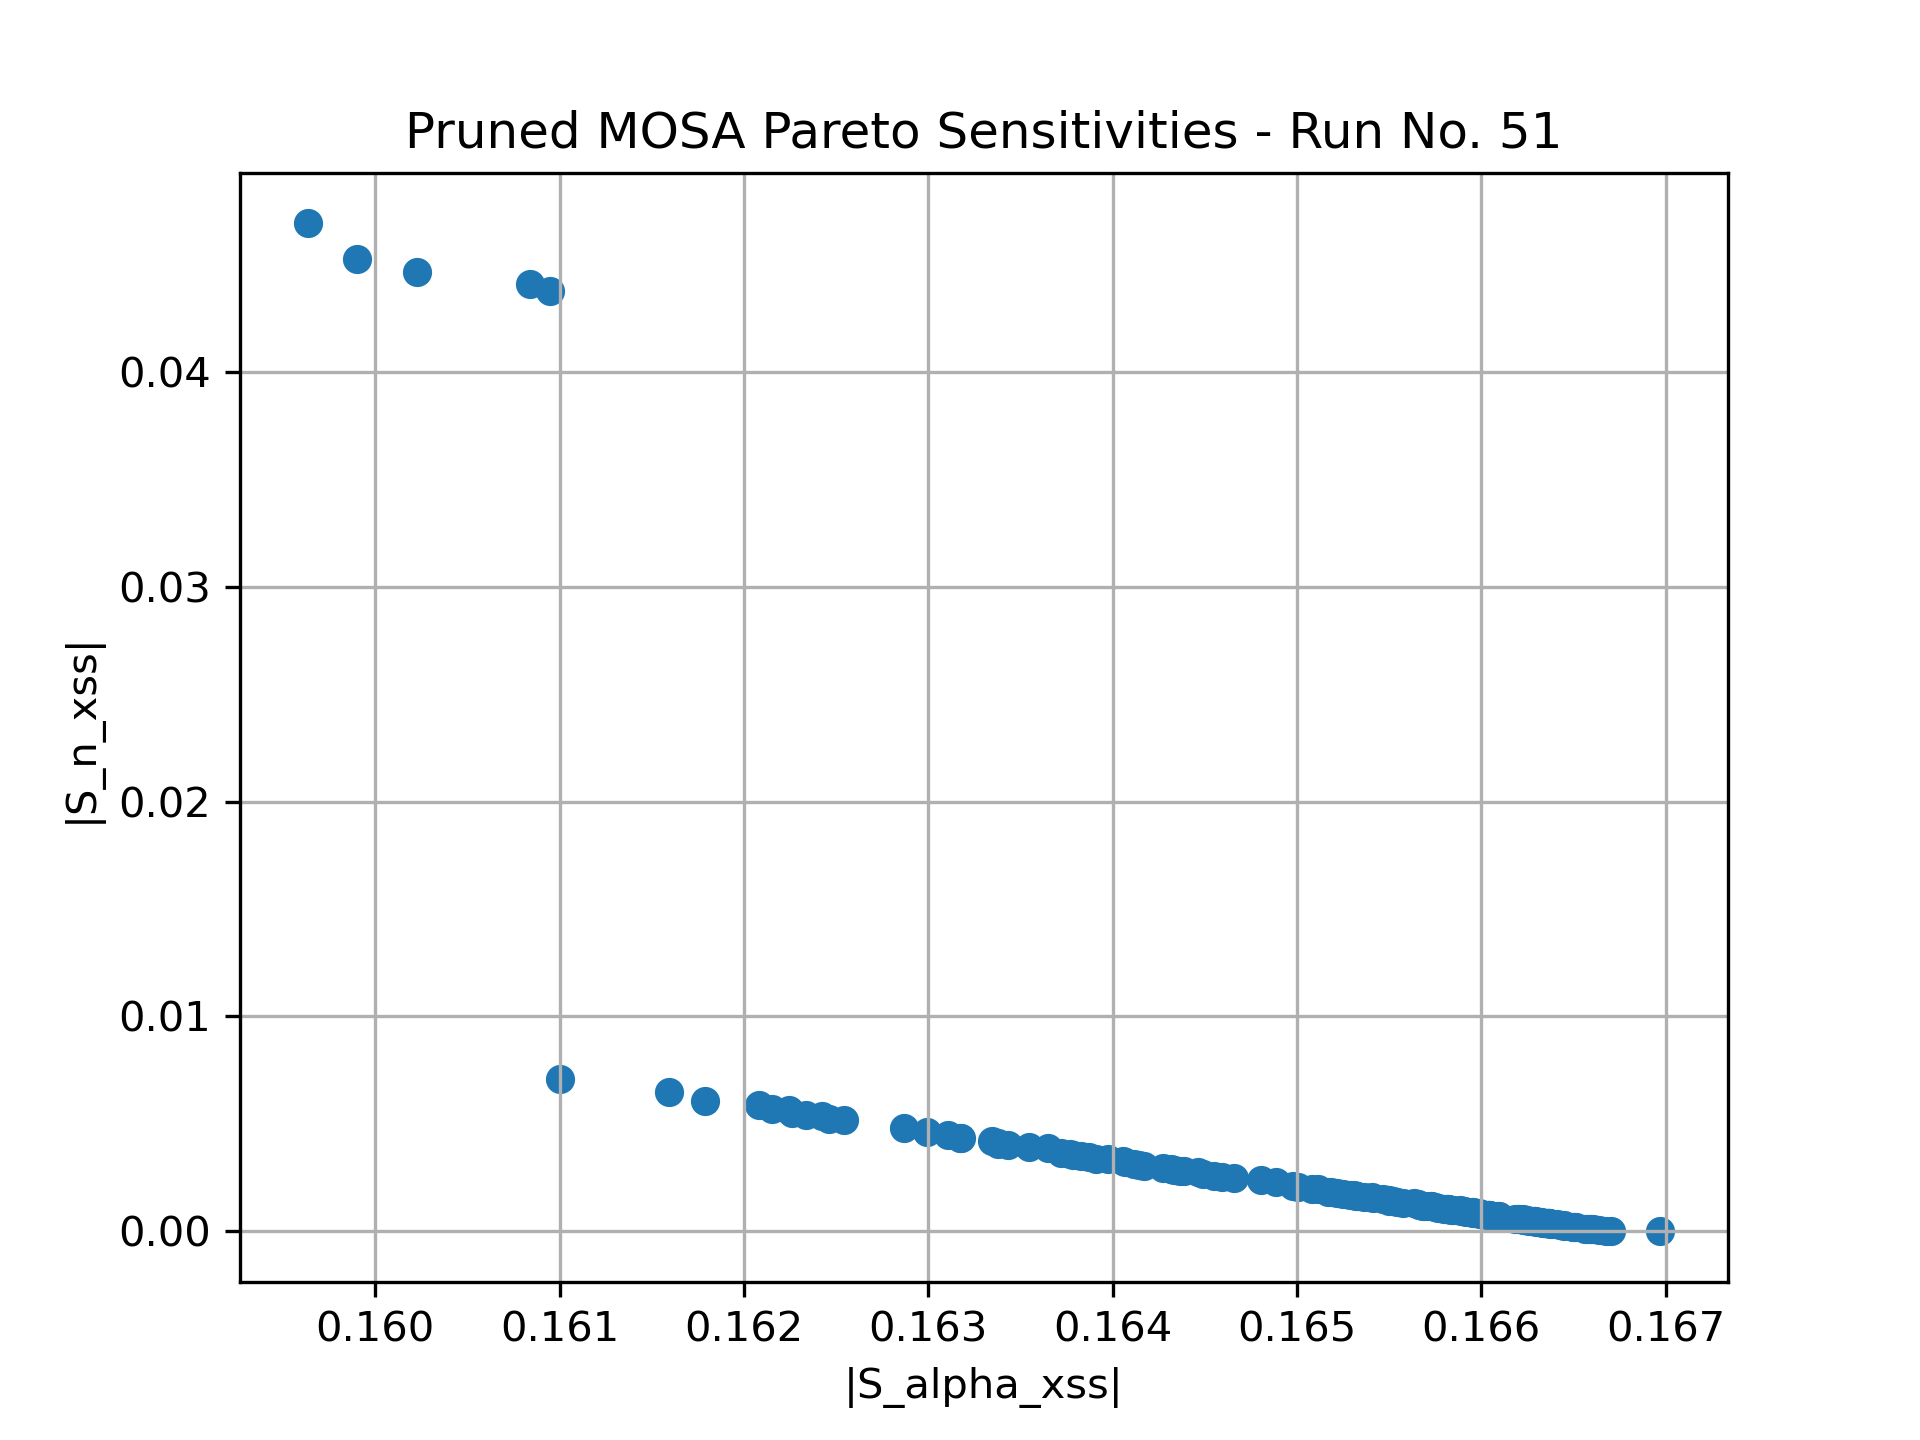 Pruned MOSA Pareto Sensitivities - Run No. 51
|S_n_xss|
0.04
0.03
0.02
0.01
0.00
0.160 0.161 0.162 0.163 0.164 0.165 0.166 0.167
|S_alpha_xss|